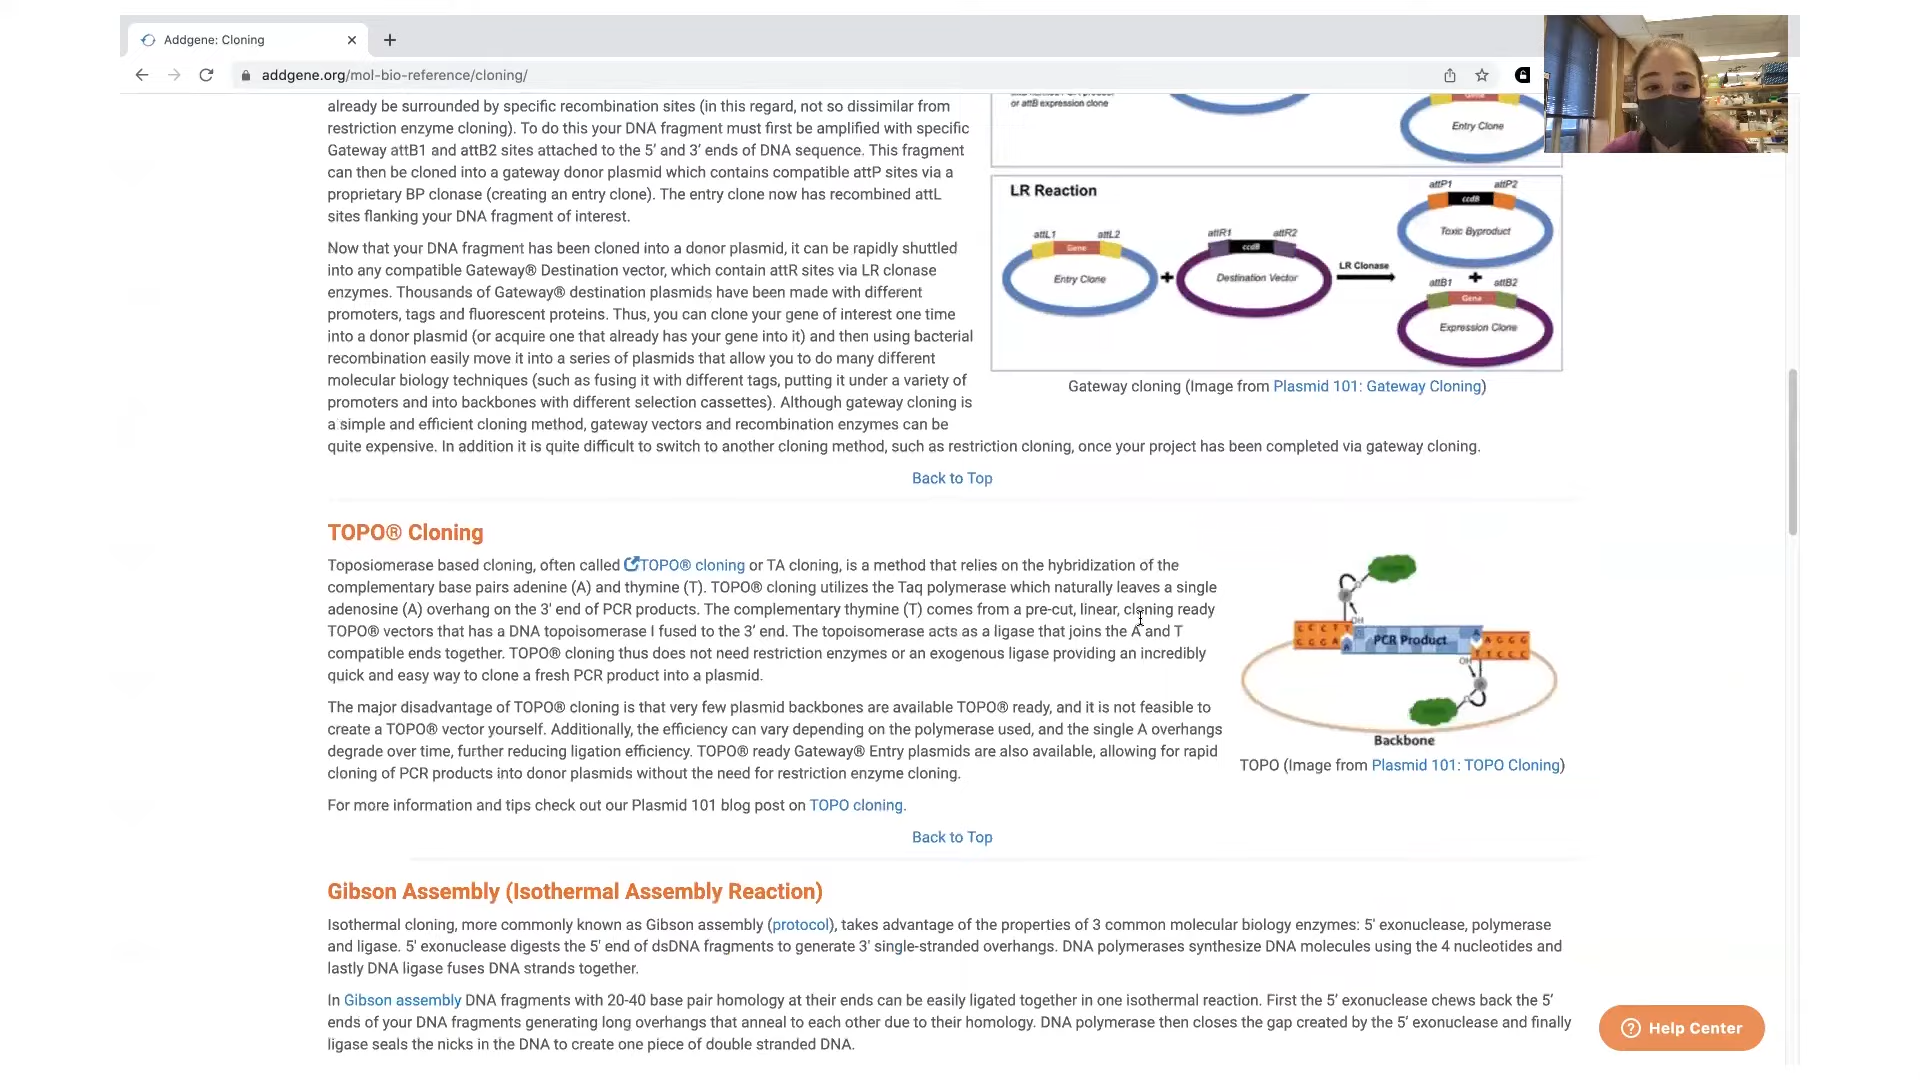 Addgene: Cloning
addgene.org/mol-bio-reference/cloning/
already be surrounded by specific recombination sites (in this regard, not so dissimilar from
restriction enzyme cloning). To do this your DNA fragment must first be amplified with specific
Gateway attB1 and attB2 sites attached to the 5′ and 3′ ends of DNA sequence. This fragment
can then be cloned into a gateway donor plasmid which contains compatible attP sites via a
proprietary BP clonase (creating an entry clone). The entry clone now has recombined attL
sites flanking your DNA fragment of interest.
Now that your DNA fragment has been cloned into a donor plasmid, it can be rapidly shuttled
into any compatible Gateway® Destination vector, which contain attR sites via LR clonase
enzymes. Thousands of Gateway® destination plasmids have been made with different
promoters, tags and fluorescent proteins. Thus, you can clone your gene of interest one time
into a donor plasmid (or acquire one that already has your gene into it) and then using bacterial
recombination easily move it into a series of plasmids that allow you to do many different
molecular biology techniques (such as fusing it with different tags, putting it under a variety of
promoters and into backbones with different selection cassettes). Although gateway cloning is
a simple and efficient cloning method, gateway vectors and recombination enzymes can be
quite expensive. In addition it is quite difficult to switch to another cloning method, such as restriction cloning, once your project has been completed via gateway cloning.
or attB expression clone
Gene
Entry Clone
LR Reaction
attL1 attL2
Gene
Entry Clone
+
attR1 attR2
ccdB
Destination Vector
LR Clonase
attP1 attP2
ccdB
Toxic Byproduct
+
attB1 attB2
Gene
Expression Clone
Gateway cloning (Image from Plasmid 101: Gateway Cloning)
Back to Top
TOPO® Cloning
Toposiomerase based cloning, often called TOPO® cloning or TA cloning, is a method that relies on the hybridization of the
complementary base pairs adenine (A) and thymine (T). TOPO® cloning utilizes the Taq polymerase which naturally leaves a single
adenosine (A) overhang on the 3' end of PCR products. The complementary thymine (T) comes from a pre-cut, linear, cloning ready
TOPO® vectors that has a DNA topoisomerase I fused to the 3′ end. The topoisomerase acts as a ligase that joins the A and T
compatible ends together. TOPO® cloning thus does not need restriction enzymes or an exogenous ligase providing an incredibly
quick and easy way to clone a fresh PCR product into a plasmid.
The major disadvantage of TOPO® cloning is that very few plasmid backbones are available TOPO® ready, and it is not feasible to
create a TOPO® vector yourself. Additionally, the efficiency can vary depending on the polymerase used, and the single A overhangs
degrade over time, further reducing ligation efficiency. TOPO® ready Gateway® Entry plasmids are also available, allowing for rapid
cloning of PCR products into donor plasmids without the need for restriction enzyme cloning.
For more information and tips check out our Plasmid 101 blog post on TOPO cloning.
P
OH
C C C T T
G G G A
PCR Product
A
A G G G
T T C C C
OH
P
Backbone
TOPO (Image from Plasmid 101: TOPO Cloning)
Back to Top
Gibson Assembly (Isothermal Assembly Reaction)
Isothermal cloning, more commonly known as Gibson assembly (protocol), takes advantage of the properties of 3 common molecular biology enzymes: 5' exonuclease, polymerase
and ligase. 5' exonuclease digests the 5' end of dsDNA fragments to generate 3' single-stranded overhangs. DNA polymerases synthesize DNA molecules using the 4 nucleotides and
lastly DNA ligase fuses DNA strands together.
In Gibson assembly DNA fragments with 20-40 base pair homology at their ends can be easily ligated together in one isothermal reaction. First the 5′ exonuclease chews back the 5′
ends of your DNA fragments generating long overhangs that anneal to each other due to their homology. DNA polymerase then closes the gap created by the 5′ exonuclease and finally
ligase seals the nicks in the DNA to create one piece of double stranded DNA.
Help Center